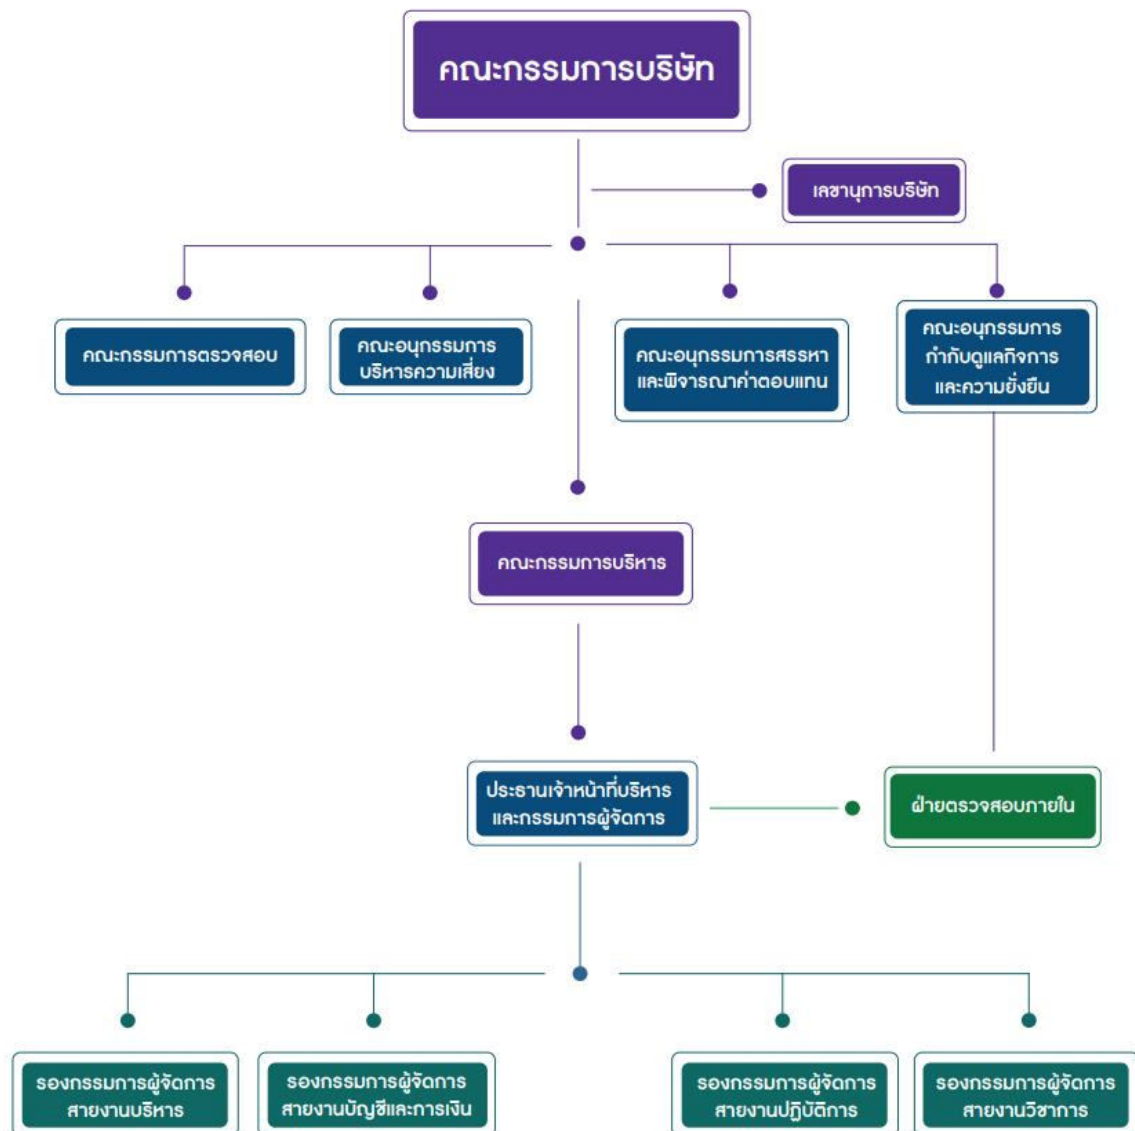 คณะกรรมการบริษัท
เลขานุการบริษัท
คณะกรรมการตรวจสอบ
คณะอนุกรรมการ
บริหารความเสี่ยง
คณะอนุกรรมการสรรหา
และพิจารณาค่าตอบแทน
คณะอนุกรรมการ
กำกับดูแลกิจการ
และความยั่งยืน
คณะกรรมการบริหาร
ประธานเจ้าหน้าที่บริหาร
และกรรมการผู้จัดการ
ฝ่ายตรวจสอบภายใน
รองกรรมการผู้จัดการ
สายงานบริหาร
รองกรรมการผู้จัดการ
สายงานบัญชีและการเงิน
รองกรรมการผู้จัดการ
สายงานปฏิบัติการ
รองกรรมการผู้จัดการ
สายงานวิชาการ